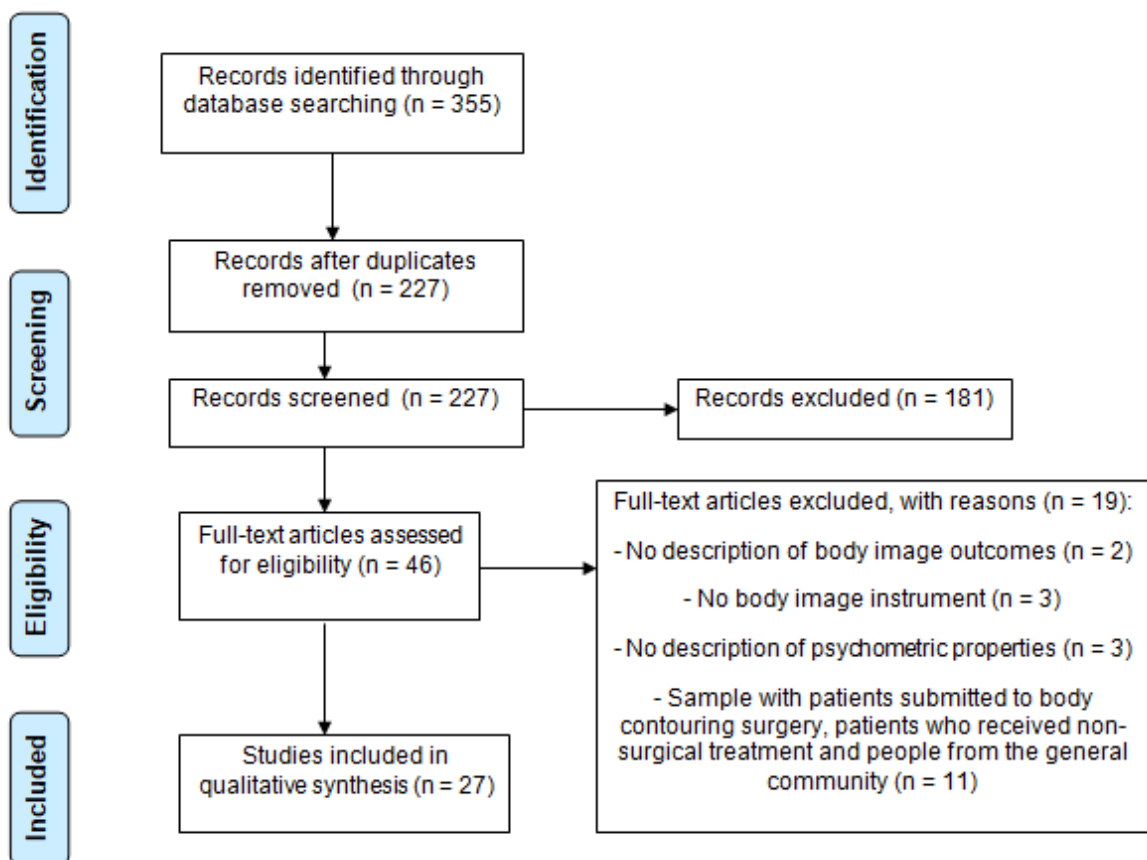 Identification
Records identified through
database searching (n = 355)
Records after duplicates
removed (n = 227)
Screening
Records screened (n = 227)
Records excluded (n = 181)
Eligibility
Full-text articles assessed
for eligibility (n = 46)
Full-text articles excluded, with reasons (n = 19):
- No description of body image outcomes (n = 2)
- No body image instrument (n = 3)
- No description of psychometric properties (n = 3)
- Sample with patients submitted to body
contouring surgery, patients who received non-
surgical treatment and people from the general
community (n = 11)
Included
Studies included in
qualitative synthesis (n = 27)